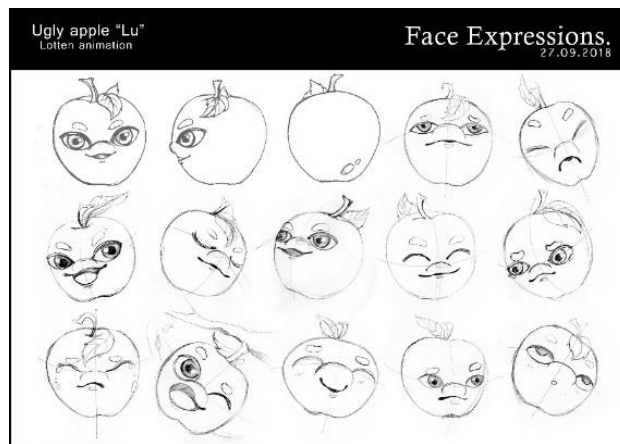 Ugly apple “Lu”
Lotten animation
Face Expressions.
27.09.2018